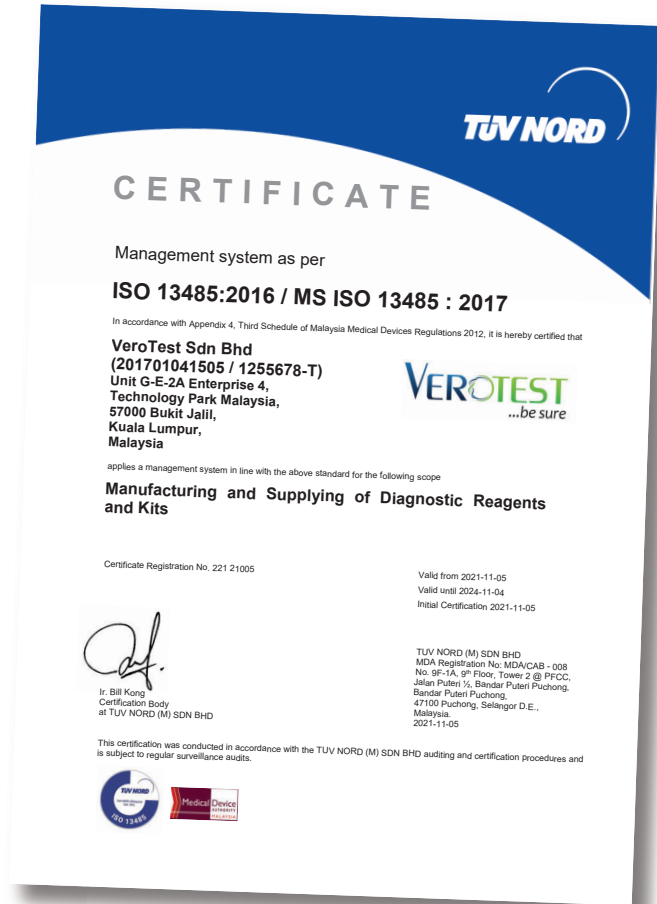 TÜV NORD
CERTIFICATE
Management system as per
ISO 13485:2016 / MS ISO 13485 : 2017
In accordance with Appendix 4, Third Schedule of Malaysia Medical Devices Regulations 2012, it is hereby certified that
VeroTest Sdn Bhd
(201701041505 / 1255678-T)
Unit G-E-2A Enterprise 4,
Technology Park Malaysia,
57000 Bukit Jalil,
Kuala Lumpur,
Malaysia
VEROTEST
...be sure
applies a management system in line with the above standard for the following scope
Manufacturing and Supplying of Diagnostic Reagents
and Kits
Certificate Registration No. 221 21005
Valid from 2021-11-05
Valid until 2024-11-04
Initial Certification 2021-11-05
Ir. Bill Kong
Certification Body
at TUV NORD (M) SDN BHD
TUV NORD (M) SDN BHD
MDA Registration No: MDA/CAB - 008
No. 9F-1A, 9th Floor, Tower 2 @ PFCC,
Jalan Puteri ½, Bandar Puteri Puchong,
Bandar Puteri Puchong,
47100 Puchong, Selangor D.E.,
Malaysia.
2021-11-05
This certification was conducted in accordance with the TUV NORD (M) SDN BHD auditing and certification procedures and
is subject to regular surveillance audits.
TÜV NORD
ISO 13485
Medical Device
AUTHORITY
MALAYSIA